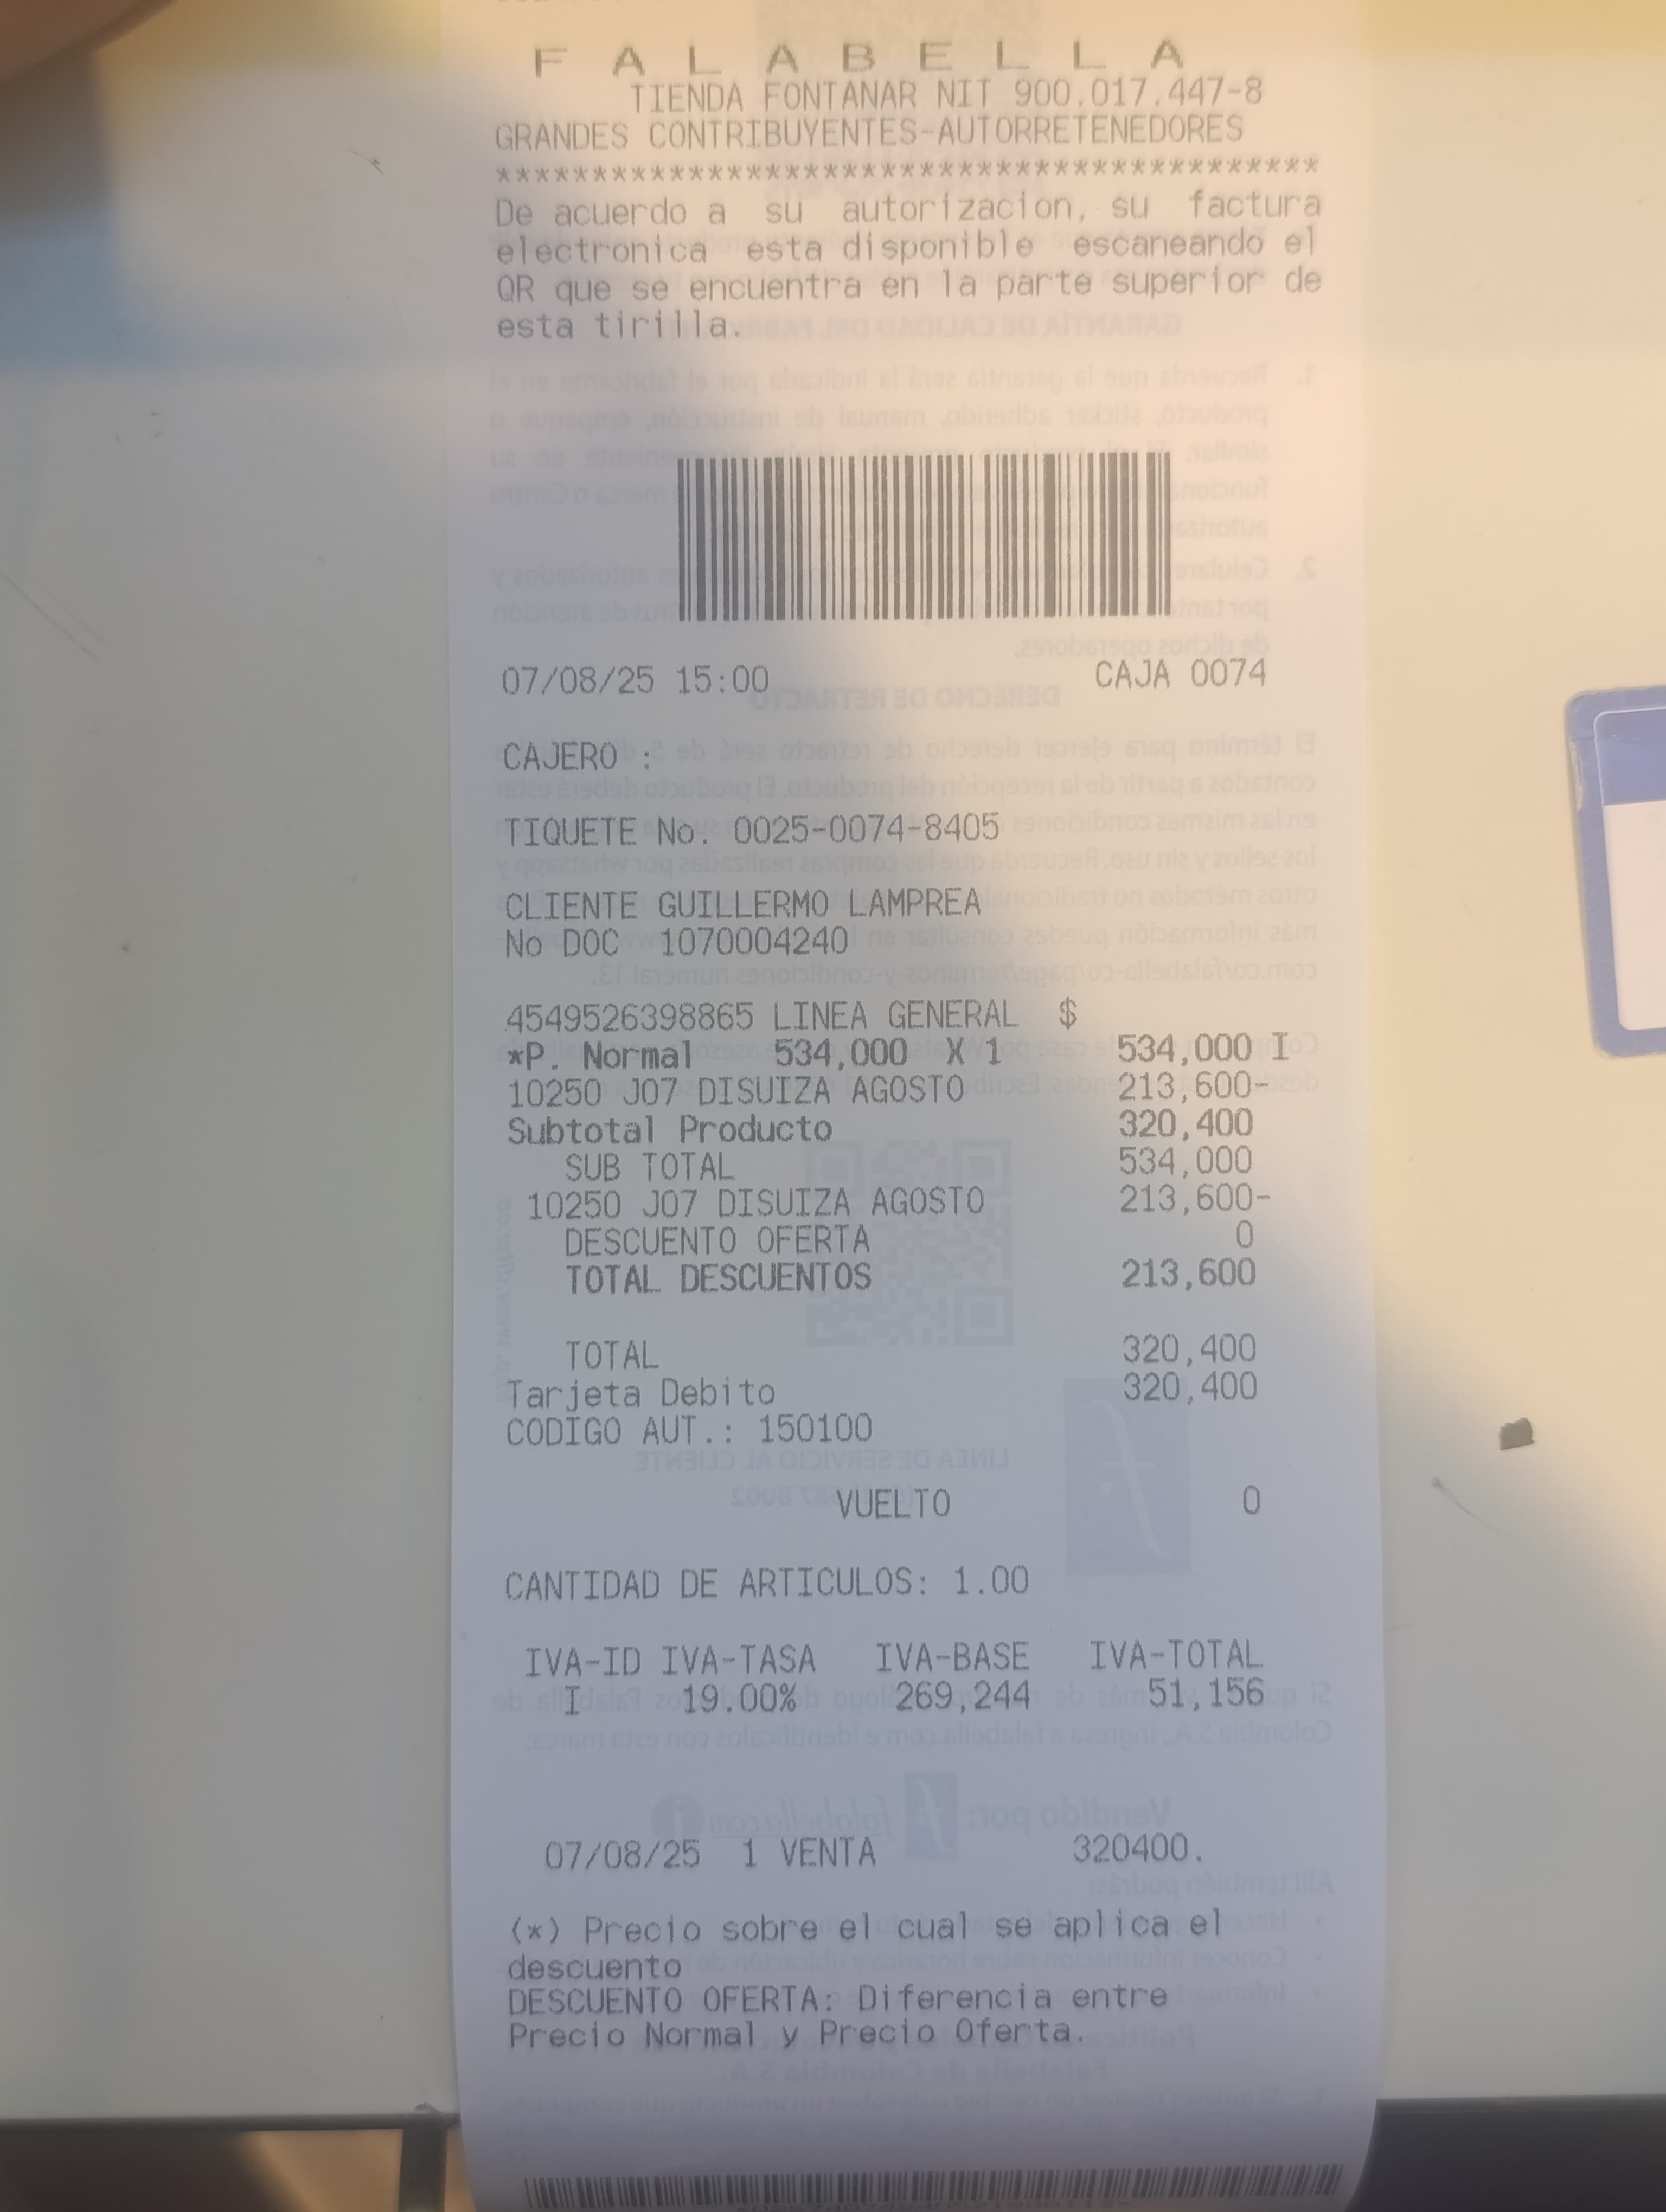 F A L A B E L L A
TIENDA FONTANAR NIT 900.017.447-8
GRANDES CONTRIBUYENTES-AUTORRETENEDORES
*******************************************
De acuerdo a su autorizacion, su factura
electronica esta disponible escaneando el
QR que se encuentra en la parte superior de
esta tirilla.
07/08/25 15:00 CAJA 0074
CAJERO :
TIQUETE No. 0025-0074-8405
CLIENTE GUILLERMO LAMPREA
No DOC 1070004240
4549526398865 LINEA GENERAL $
*P. Normal 534,000 X 1 534,000 I
10250 J07 DISUIZA AGOSTO 213,600-
Subtotal Producto 320,400
SUB TOTAL 534,000
10250 J07 DISUIZA AGOSTO 213,600-
DESCUENTO OFERTA 0
TOTAL DESCUENTOS 213,600
TOTAL 320,400
Tarjeta Debito 320,400
CODIGO AUT.: 150100
VUELTO 0
CANTIDAD DE ARTICULOS: 1.00
IVA-ID IVA-TASA IVA-BASE IVA-TOTAL
I 19.00% 269,244 51,156
07/08/25 1 VENTA 320400.
(*) Precio sobre el cual se aplica el
descuento
DESCUENTO OFERTA: Diferencia entre
Precio Normal y Precio Oferta.